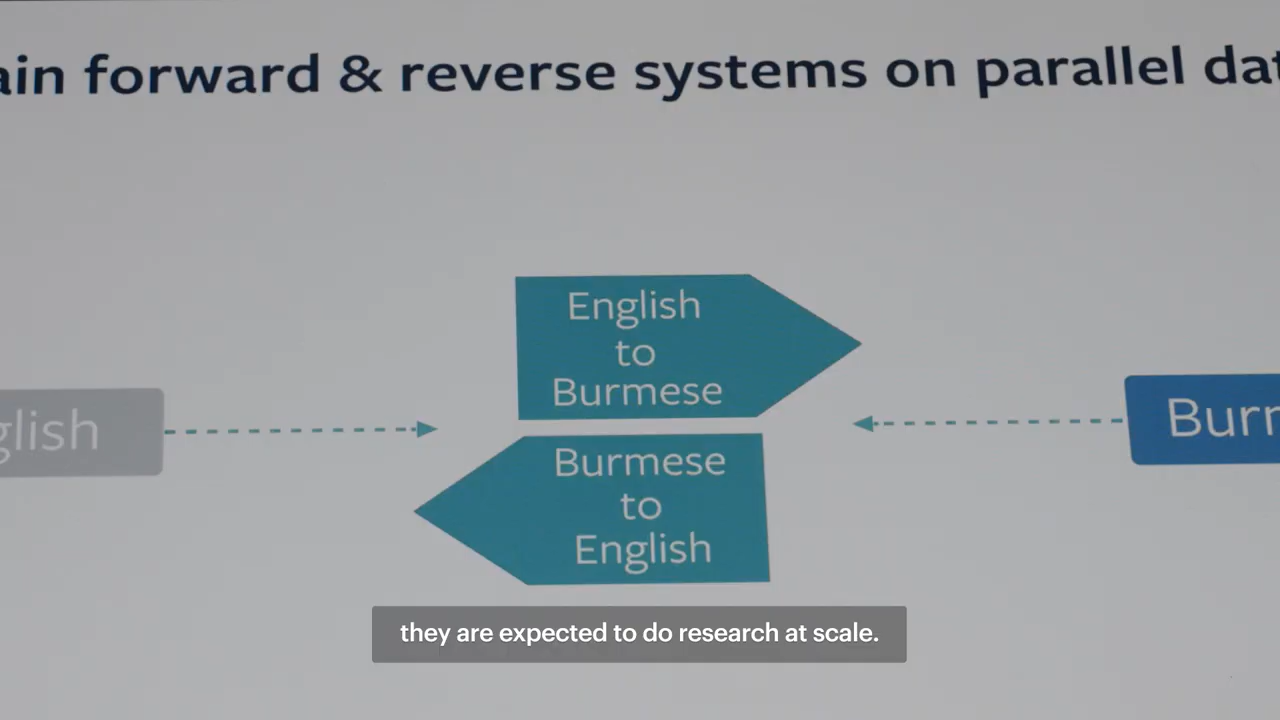 ain forward & reverse systems on parallel dat
English
to
Burmese
glish
Burr
Burmese
to
English
they are expected to do research at scale.